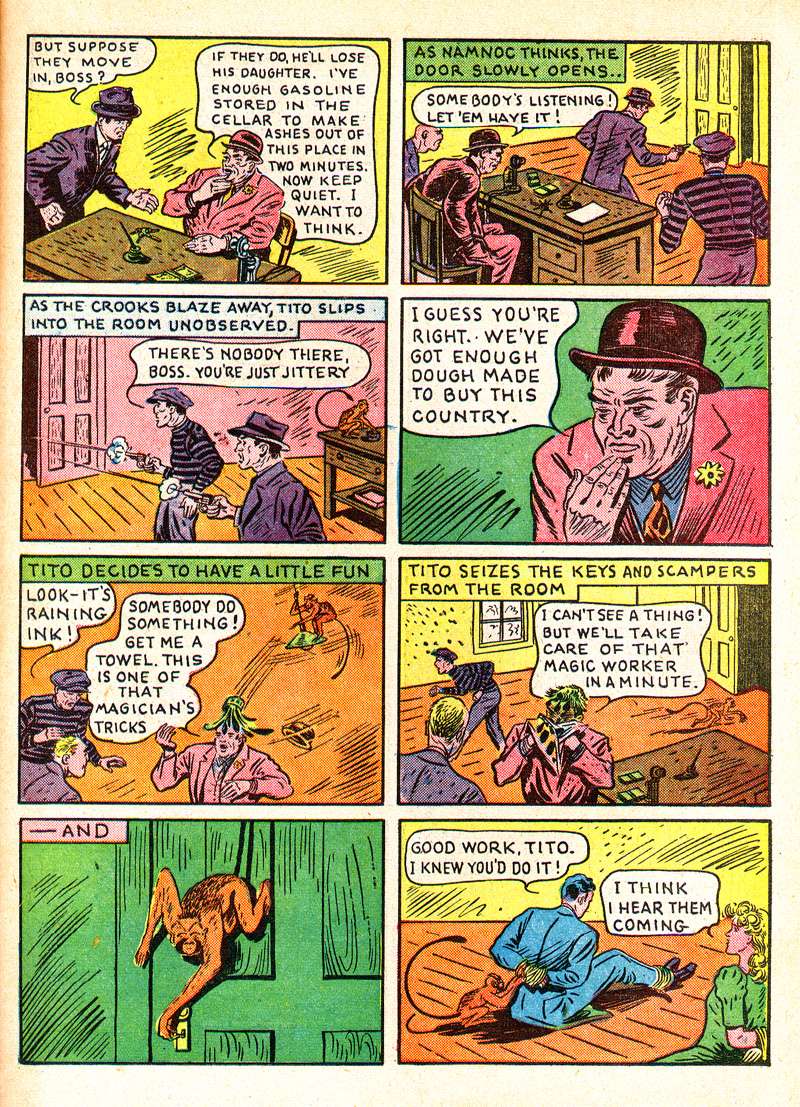 BUT SUPPOSE
THEY MOVE
IN, BOSS?
IF THEY DO, HE'LL LOSE
HIS DAUGHTER. I'VE
ENOUGH GASOLINE
STORED IN THE
CELLAR TO MAKE
ASHES OUT OF
THIS PLACE IN
TWO MINUTES.
NOW KEEP
QUIET. I
WANT TO
THINK.
AS NAMNOC THINKS, THE
DOOR SLOWLY OPENS..
SOMEBODY'S LISTENING!
LET 'EM HAVE IT!
AS THE CROOKS BLAZE AWAY, TITO SLIPS
INTO THE ROOM UNOBSERVED.
THERE'S NOBODY THERE,
BOSS. YOU'RE JUST JITTERY
I GUESS YOU'RE
RIGHT.. WE'VE
GOT ENOUGH
DOUGH MADE
TO BUY THIS
COUNTRY.
TITO DECIDES TO HAVE A LITTLE FUN
LOOK-IT'S
RAINING
INK!
SOMEBODY DO
SOMETHING!
GET ME A
TOWEL. THIS
IS ONE OF
THAT
MAGICIAN'S
TRICKS
TITO SEIZES THE KEYS AND SCAMPERS
FROM THE ROOM
I CAN'T SEE A THING!
BUT WE'LL TAKE
CARE OF THAT
MAGIC WORKER
IN A MINUTE.
—AND
GOOD WORK, TITO.
I KNEW YOU'D DO IT!
I THINK
I HEAR THEM
COMING